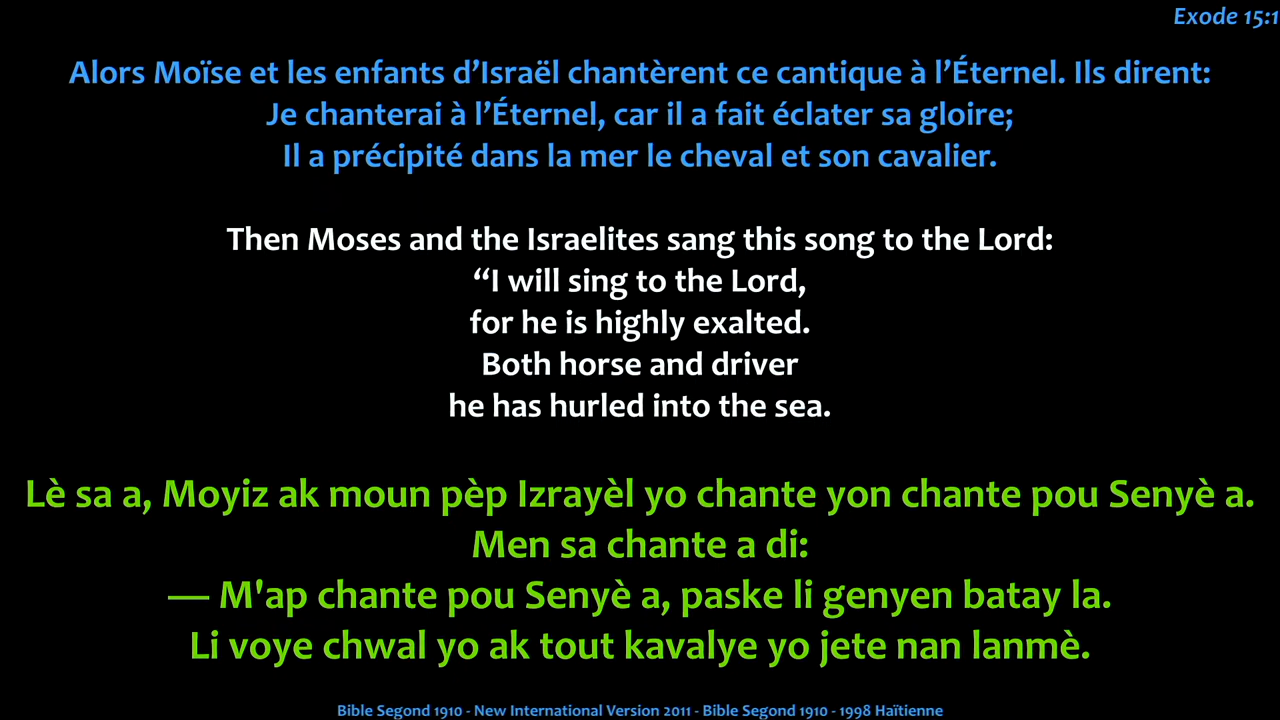 Exode 15:1
Alors Moïse et les enfants d’Israël chantèrent ce cantique à l’Éternel. Ils dirent:
Je chanterai à l’Éternel, car il a fait éclater sa gloire;
Il a précipité dans la mer le cheval et son cavalier.
Then Moses and the Israelites sang this song to the Lord:
“I will sing to the Lord,
for he is highly exalted.
Both horse and driver
he has hurled into the sea.
Lè sa a, Moyiz ak moun pèp Izrayèl yo chante yon chante pou Senyè a.
Men sa chante a di:
— M'ap chante pou Senyè a, paske li genyen batay la.
Li voye chwal yo ak tout kavalye yo jete nan lanmè.
Bible Segond 1910 - New International Version 2011 - Bible Segond 1910 - 1998 Haïtienne